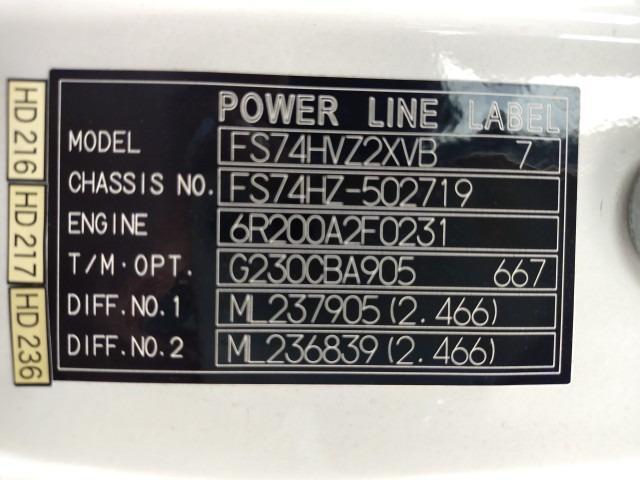 POWER LINE LABEL
MODEL FS74HVZ2XVB 7
CHASSIS NO. FS74HZ-502719
ENGINE 6R200A2F0231
T/M·OPT. G230CBA905 667
DIFF.NO.1 ML237905(2.466)
DIFF.NO.2 ML236839(2.466)
HD 216
HD 217
HD 236